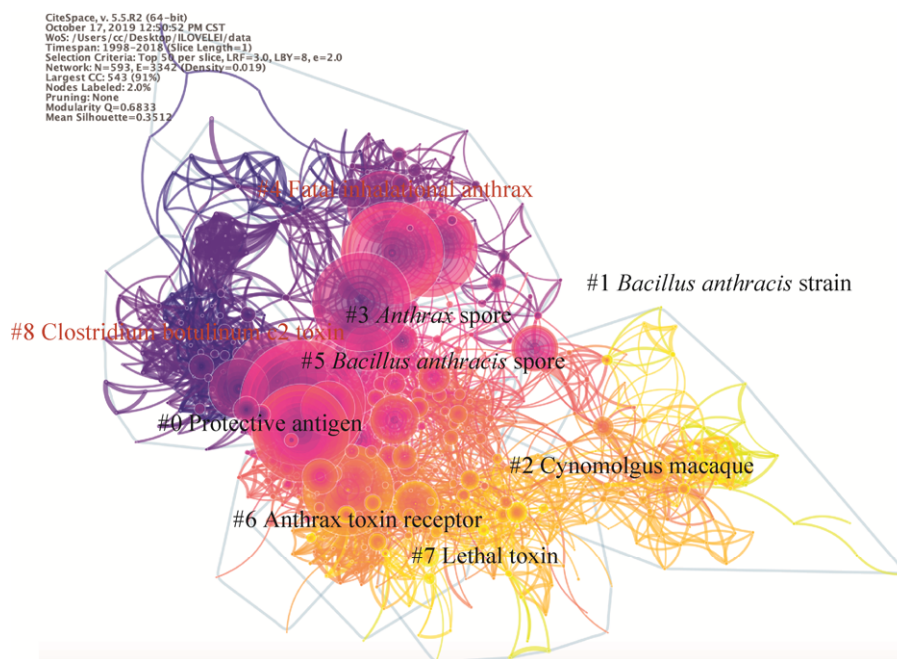 CiteSpace, v. 5.5.R2 (64-bit)
October 17, 2019 12:50:52 PM CST
WoS: /Users/cc/Desktop/ILOVELEI/data
Timespan: 1998-2018 (Slice Length=1)
Selection Criteria: Top 50 per slice, LRF=3.0, LBY=8, e=2.0
Network: N=593, E=3342 (Density=0.019)
Largest CC: 543 (91%)
Nodes Labeled: 2.0%
Pruning: None
Modularity Q=0.6833
Mean Silhouette=0.3512
#4 Fatal inhalational anthrax
#1 Bacillus anthracis strain
#3 Anthrax spore
#8 Clostridium botulinum c2 toxin
#5 Bacillus anthracis spore
#0 Protective antigen
#2 Cynomolgus macaque
#6 Anthrax toxin receptor
#7 Lethal toxin